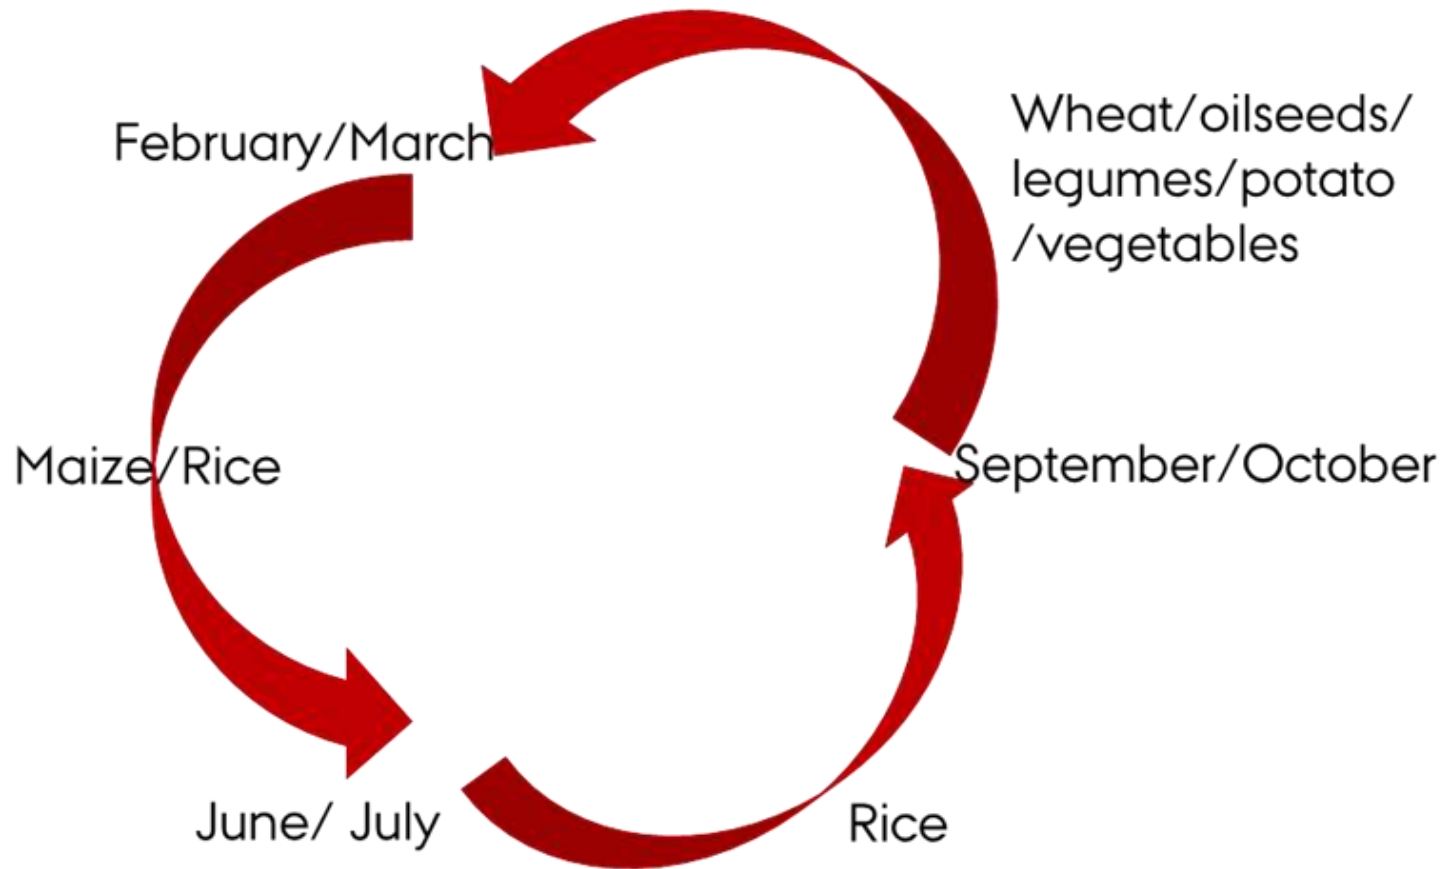 February/March
Wheat/oilseeds/
legumes/potato
/vegetables
Maize/Rice
September/October
June/ July
Rice